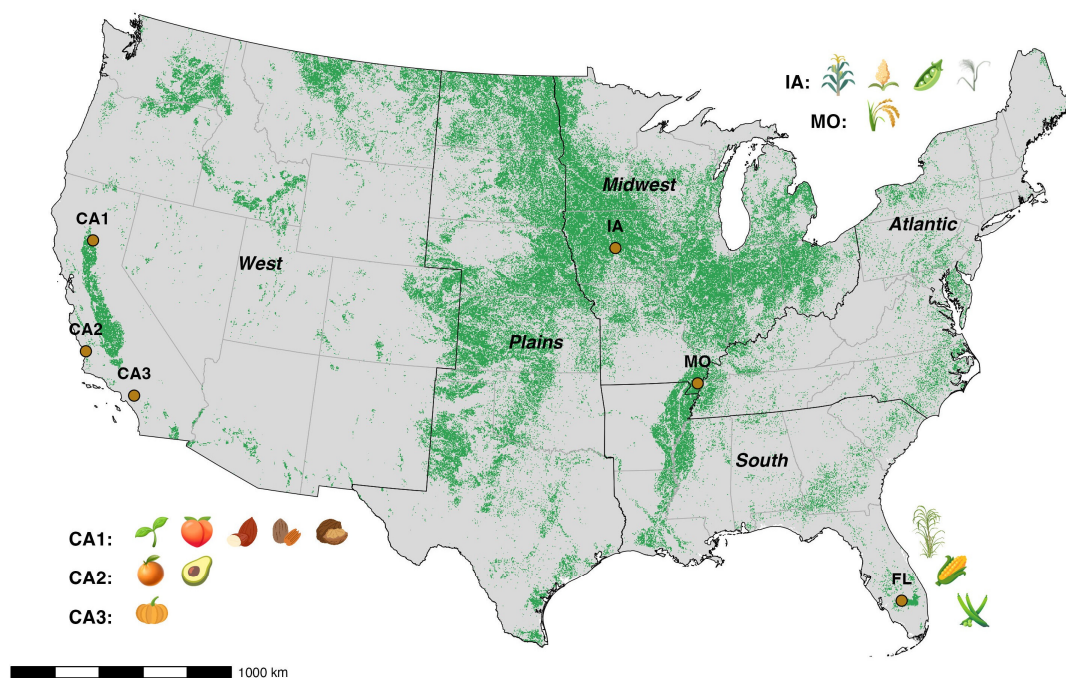 IA:
MO:
Midwest
CA1
IA
Atlantic
West
CA2
Plains
MO
CA3
South
CA1:
CA2:
FL
CA3:
1000 km